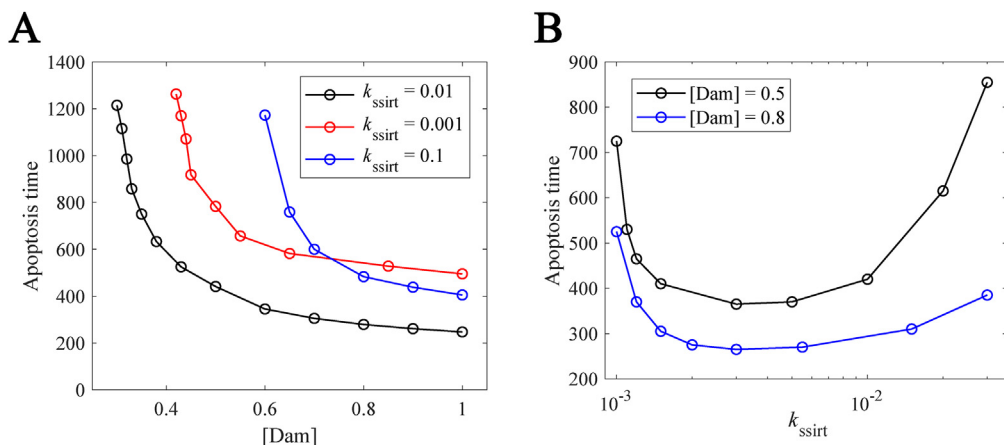 A
1400
1200
1000
800
600
400
200
0
Apoptosis time
0.4
0.6
0.8
1
[Dam]
k_ssirt = 0.01
k_ssirt = 0.001
k_ssirt = 0.1
B
900
800
700
600
500
400
300
200
Apoptosis time
10^-3
10^-2
k_ssirt
[Dam] = 0.5
[Dam] = 0.8